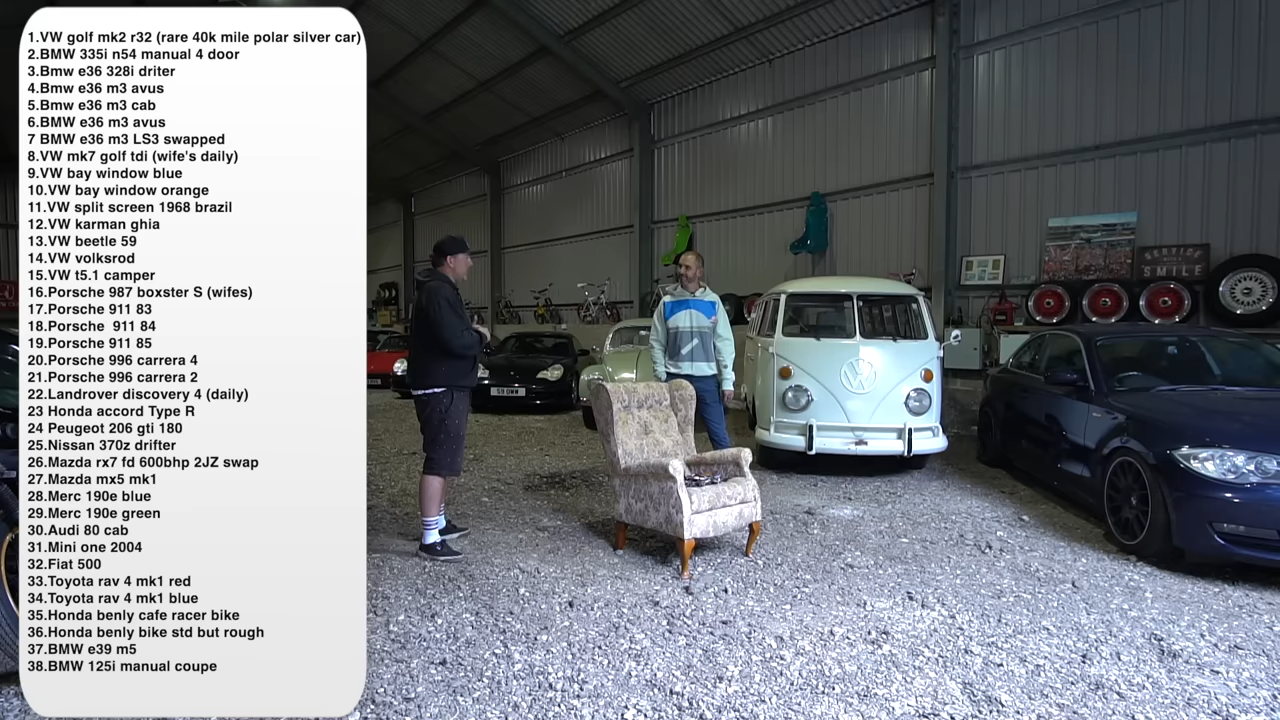 1.VW golf mk2 r32 (rare 40k mile polar silver car)
2.BMW 335i n54 manual 4 door
3.Bmw e36 328i driter
4.Bmw e36 m3 avus
5.Bmw e36 m3 cab
6.BMW e36 m3 avus
7 BMW e36 m3 LS3 swapped
8.VW mk7 golf tdi (wife's daily)
9.VW bay window blue
10.VW bay window orange
11.VW split screen 1968 brazil
12.VW karman ghia
13.VW beetle 59
14.VW volksrod
15.VW t5.1 camper
16.Porsche 987 boxster S (wifes)
17.Porsche 911 83
18.Porsche  911 84
19.Porsche 911 85
20.Porsche 996 carrera 4
21.Porsche 996 carrera 2
22.Landrover discovery 4 (daily)
23 Honda accord Type R
24 Peugeot 206 gti 180
25.Nissan 370z drifter
26.Mazda rx7 fd 600bhp 2JZ swap
27.Mazda mx5 mk1
28.Merc 190e blue
29.Merc 190e green
30.Audi 80 cab
31.Mini one 2004
32.Fiat 500
33.Toyota rav 4 mk1 red
34.Toyota rav 4 mk1 blue
35.Honda benly cafe racer bike
36.Honda benly bike std but rough
37.BMW e39 m5
38.BMW 125i manual coupe
SERVICE
WITH A
SMILE